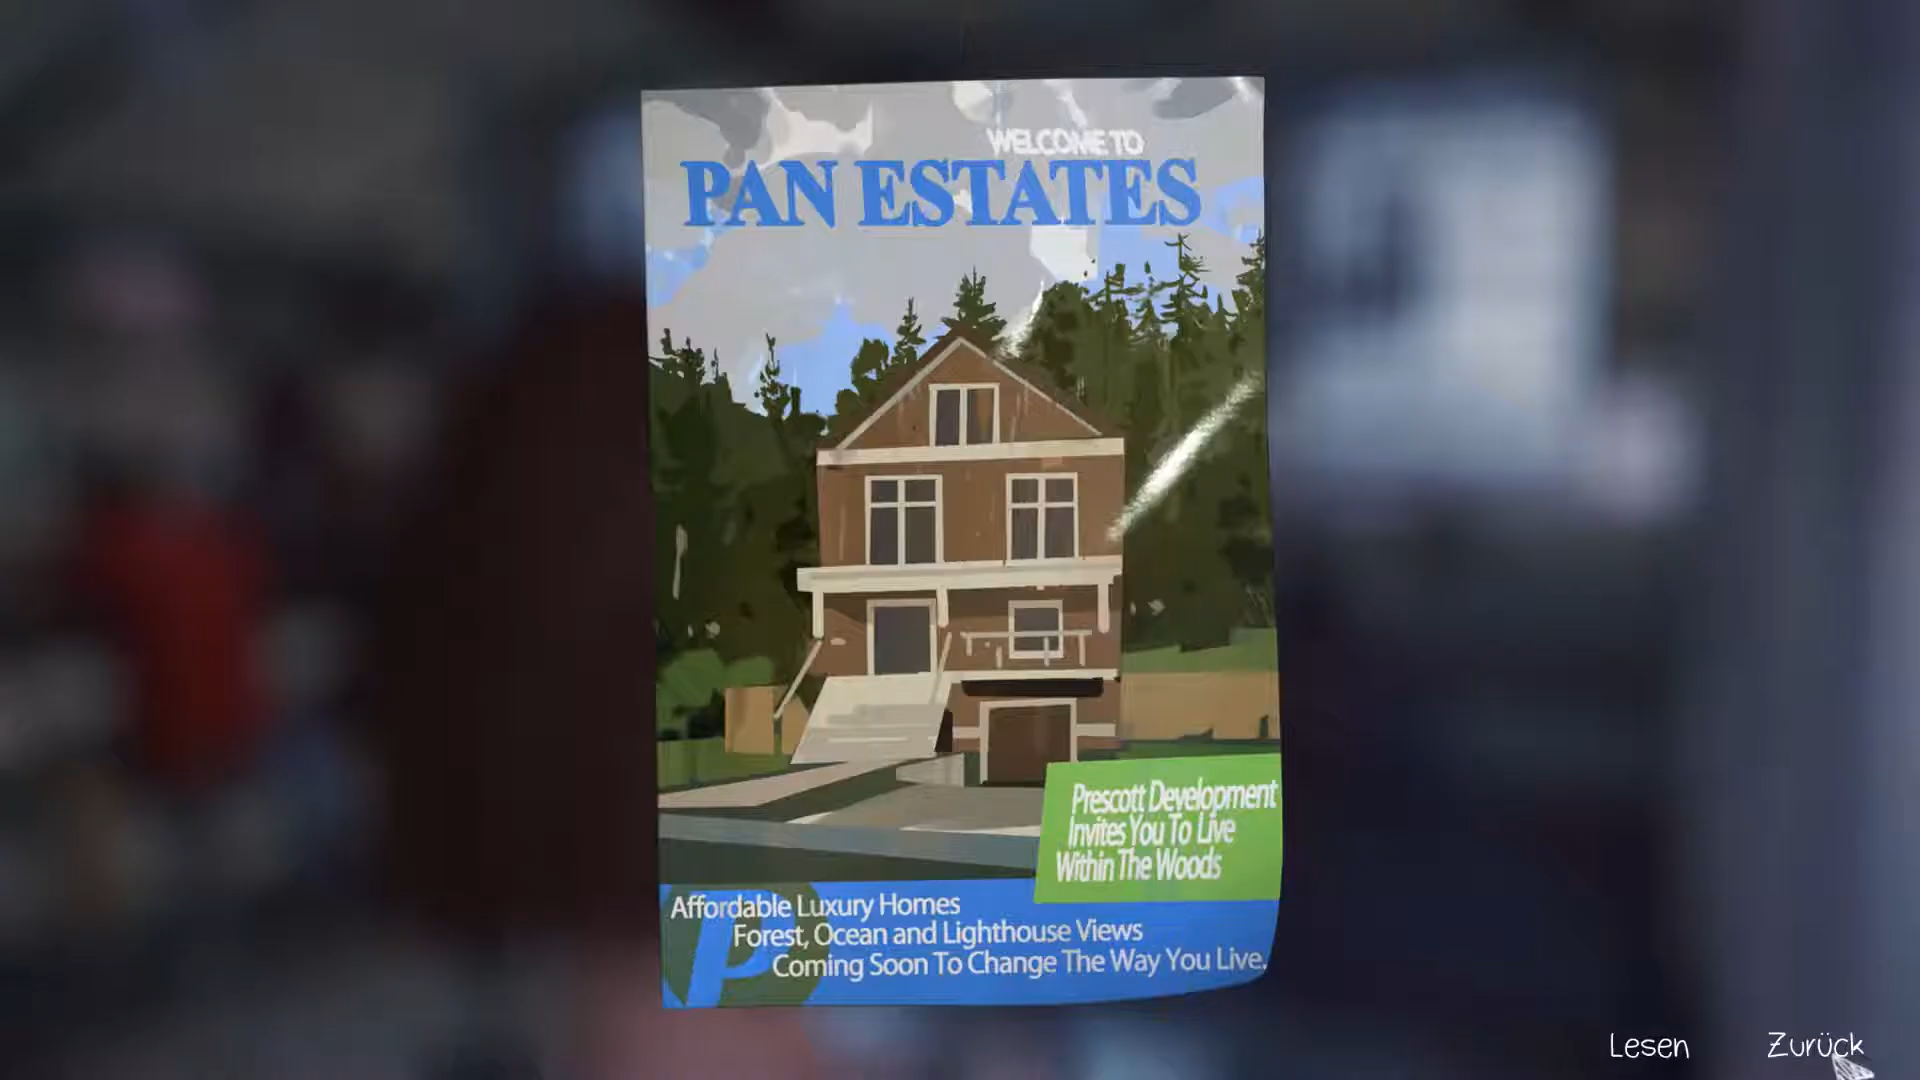 WELCOME TO
PAN ESTATES
Prescott Development
Invites You To Live
Within The Woods
Affordable Luxury Homes
Forest, Ocean and Lighthouse Views
Coming Soon To Change The Way You Live.
P
Lesen
Zurück